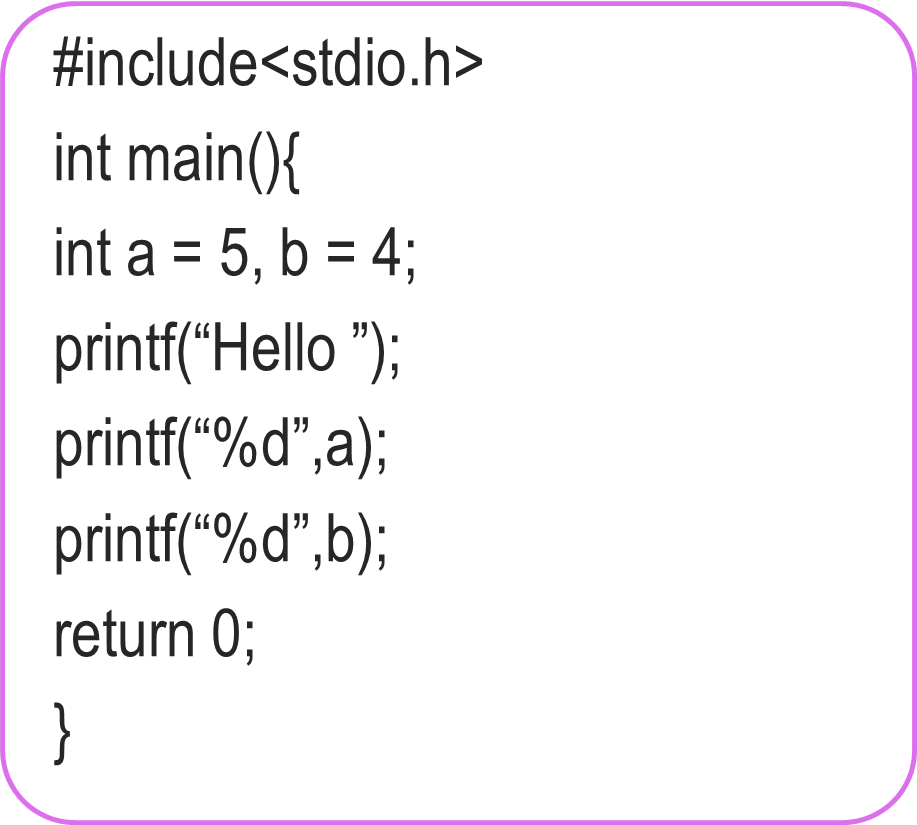 #include<stdio.h>
int main(){
int a = 5, b = 4;
printf(“Hello ”);
printf(“%d”,a);
printf(“%d”,b);
return 0;
}